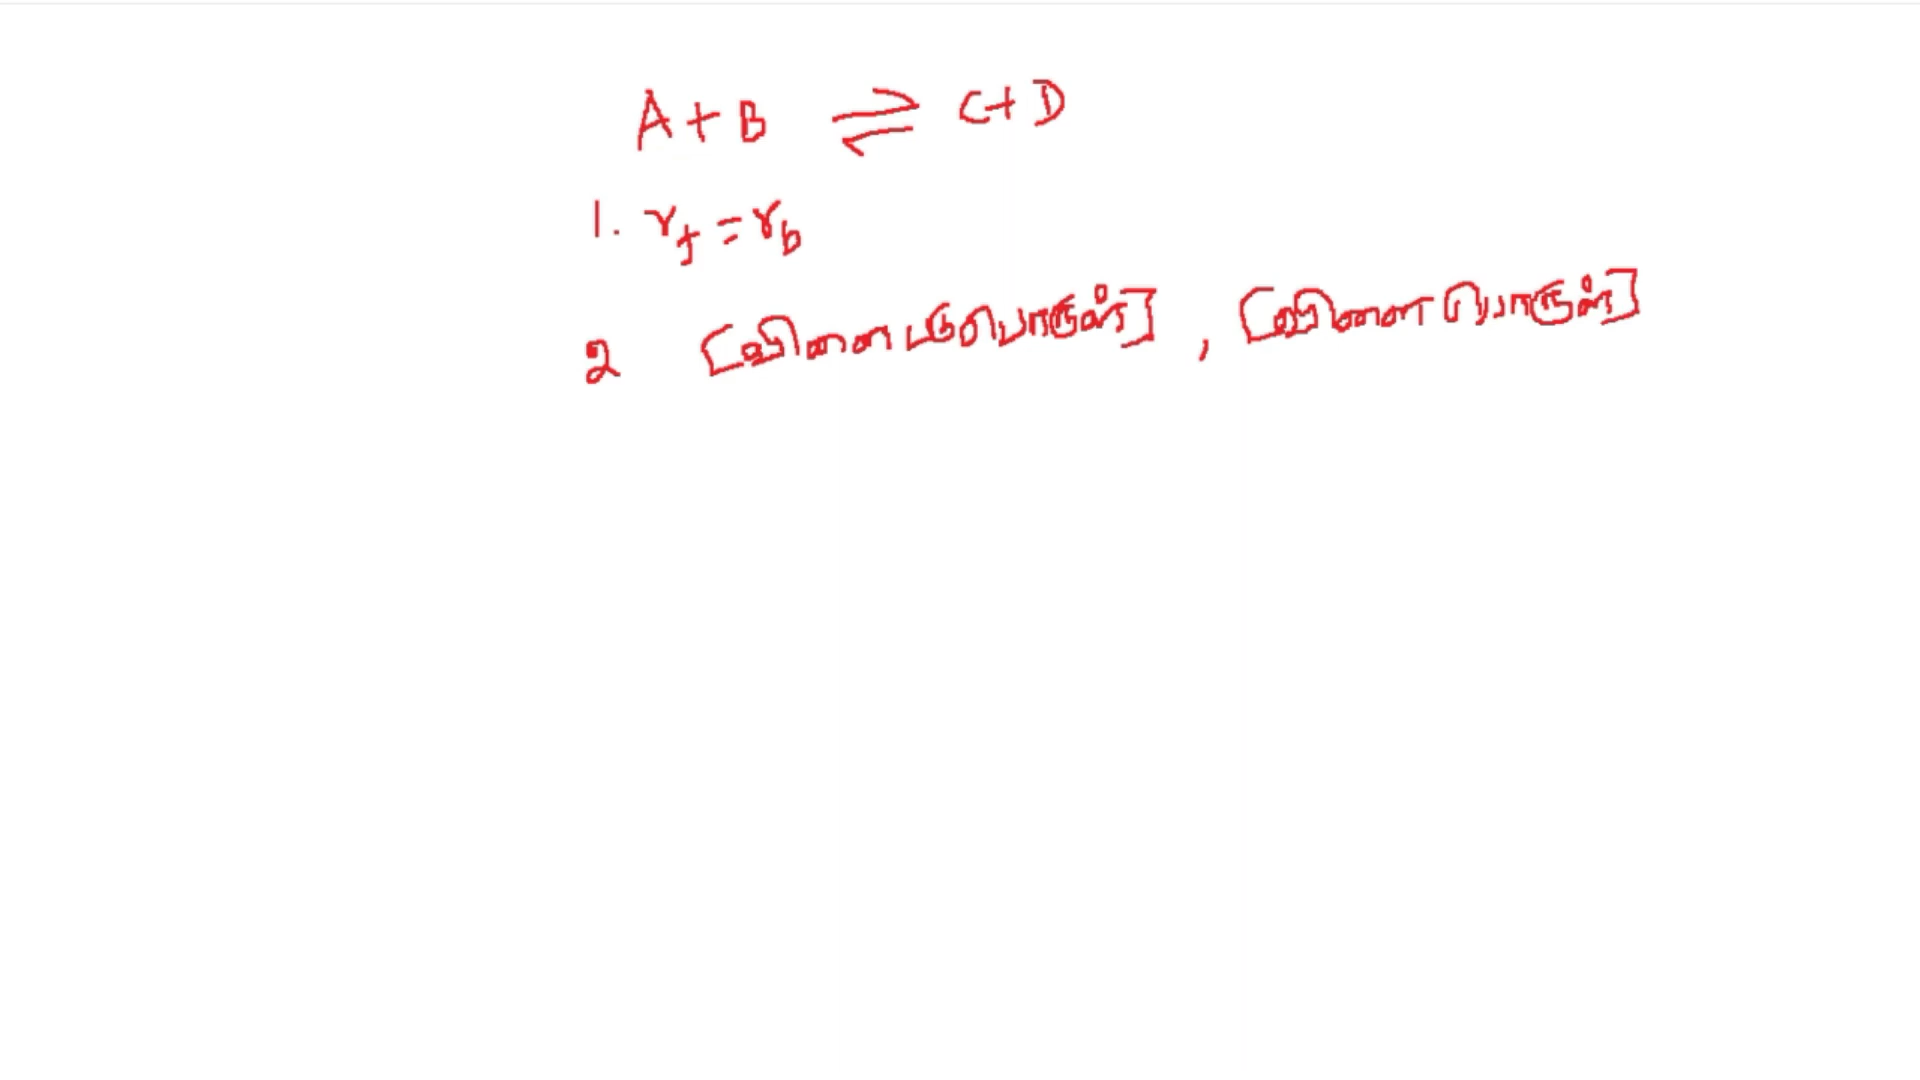 A + B ⇌ C + D
1. r_f = r_b
2 [வினைபடுபொருள்], [வினைபொருள்]